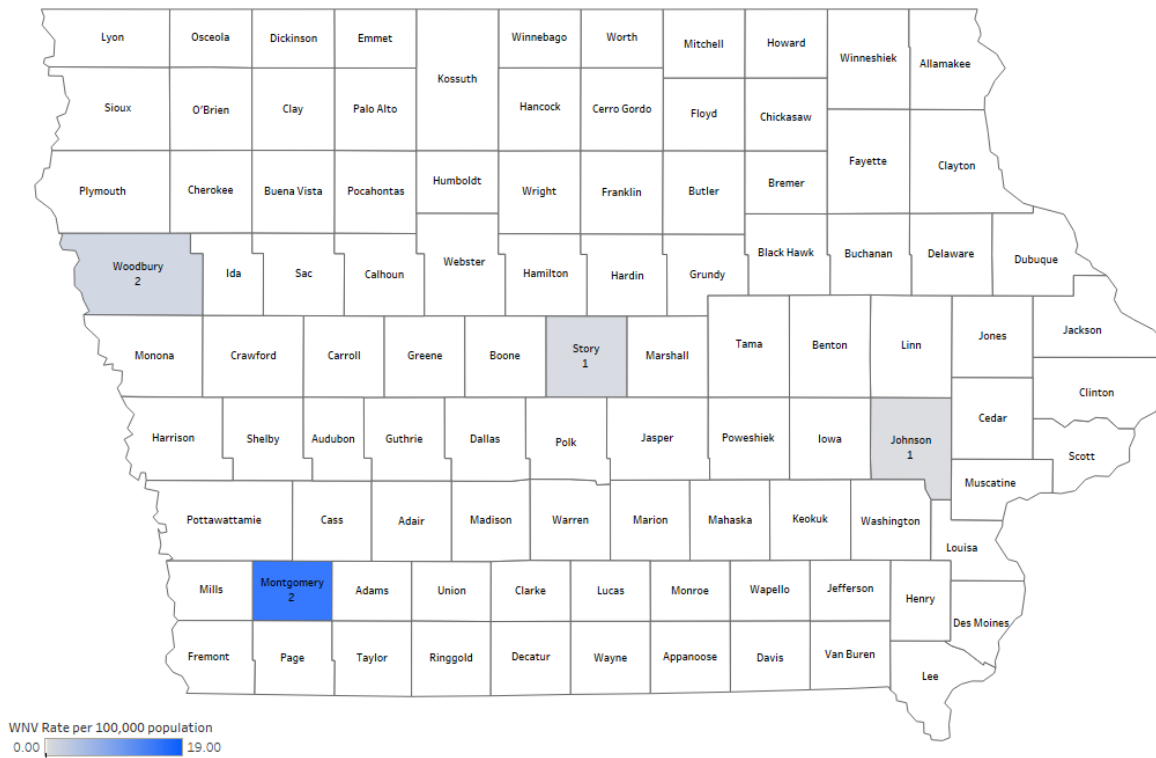 Lyon
Osceola
Dickinson
Emmet
Kossuth
Winnebago
Worth
Mitchell
Howard
Winneshiek
Allamakee
Sioux
O'Brien
Clay
Palo Alto
Hancock
Cerro Gordo
Floyd
Chickasaw
Fayette
Clayton
Plymouth
Cherokee
Buena Vista
Pocahontas
Humboldt
Wright
Franklin
Butler
Bremer
Woodbury
2
Ida
Sac
Calhoun
Webster
Hamilton
Hardin
Grundy
Black Hawk
Buchanan
Delaware
Dubuque
Monona
Crawford
Carroll
Greene
Boone
Story
1
Marshall
Tama
Benton
Linn
Jones
Jackson
Clinton
Harrison
Shelby
Audubon
Guthrie
Dallas
Polk
Jasper
Poweshiek
Iowa
Johnson
1
Cedar
Scott
Muscatine
Pottawattamie
Cass
Adair
Madison
Warren
Marion
Mahaska
Keokuk
Washington
Louisa
Mills
Montgomery
2
Adams
Union
Clarke
Lucas
Monroe
Wapello
Jefferson
Henry
Des Moines
Fremont
Page
Taylor
Ringgold
Decatur
Wayne
Appanoose
Davis
Van Buren
Lee
WNV Rate per 100,000 population
0.00 19.00